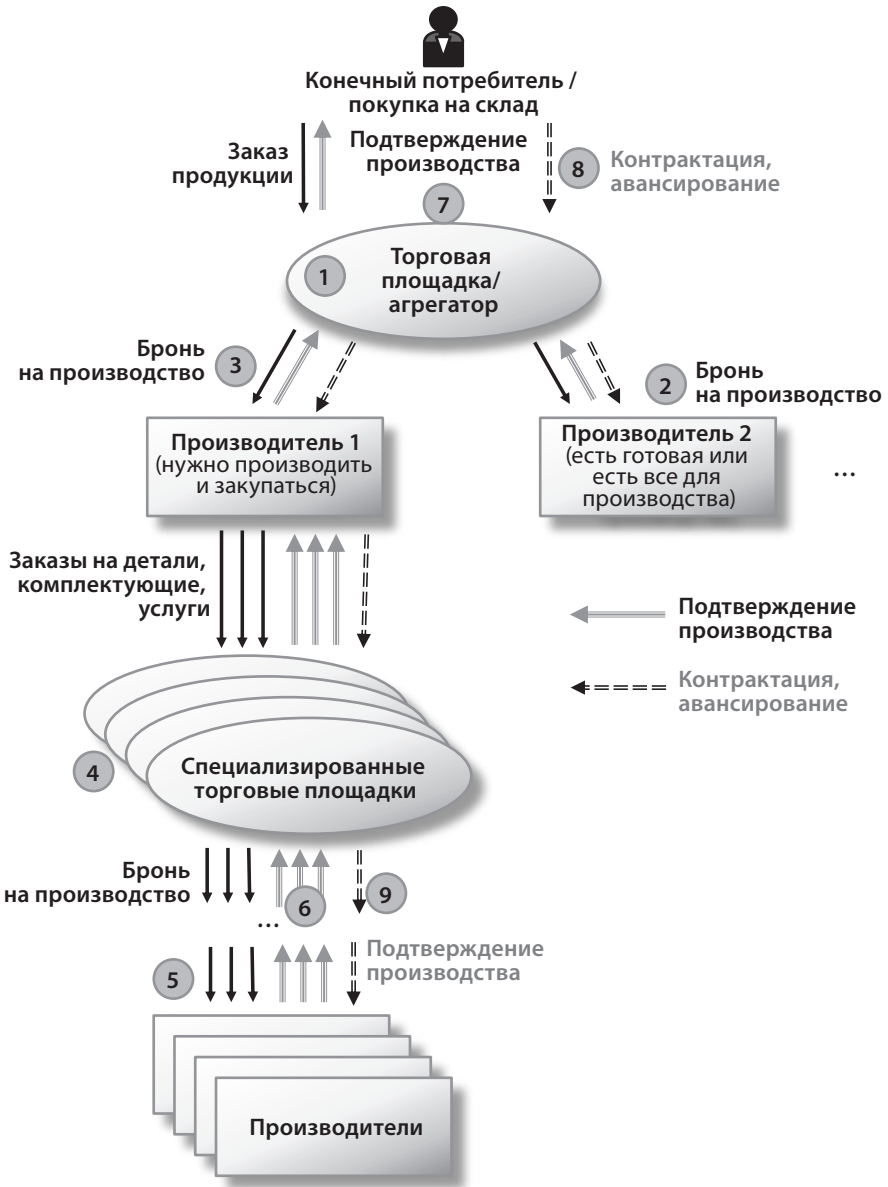 Конечный потребитель /
покупка на склад
Заказ
продукции
Подтверждение
производства
8
Контрактация,
авансирование
7
1
Торговая
площадка/
агрегатор
Бронь
на производство
3
2
Бронь
на производство
Производитель 1
(нужно производить
и закупаться)
Производитель 2
(есть готовая или
есть все для
производства)
...
Заказы на детали,
комплектующие,
услуги
Подтверждение
производства
Контрактация,
авансирование
4
Специализированные
торговые площадки
Бронь
на производство
...
6
9
5
Подтверждение
производства
Производители